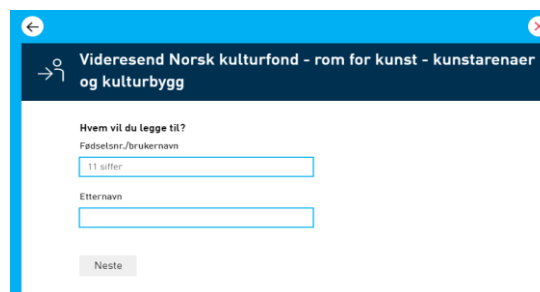 Videresend Norsk kulturfond - rom for kunst - kunstarenaer
og kulturbygg
Hvem vil du legge til?
Fødselsnr./brukernavn
11 siffer
Etternavn
Neste